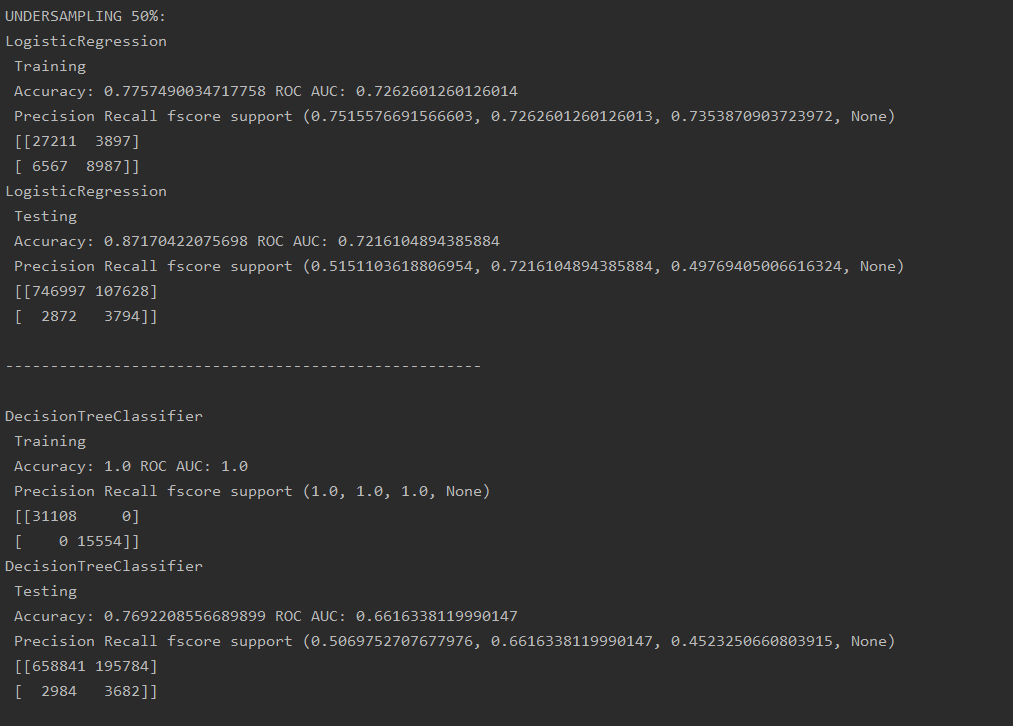 UNDERSAMPLING 50%:
LogisticRegression
 Training
 Accuracy: 0.7757490034717758 ROC AUC: 0.7262601260126014
 Precision Recall fscore support (0.7515576691566603, 0.7262601260126013, 0.7353870903723972, None)
 [[27211  3897]
 [ 6567  8987]]
LogisticRegression
 Testing
 Accuracy: 0.87170422075698 ROC AUC: 0.7216104894385884
 Precision Recall fscore support (0.5151103618806954, 0.7216104894385884, 0.49769405006616324, None)
 [[746997 107628]
 [  2872   3794]]
-----------------------------------------------------
DecisionTreeClassifier
 Training
 Accuracy: 1.0 ROC AUC: 1.0
 Precision Recall fscore support (1.0, 1.0, 1.0, None)
 [[31108     0]
 [    0 15554]]
DecisionTreeClassifier
 Testing
 Accuracy: 0.7692208556689899 ROC AUC: 0.6616338119990147
 Precision Recall fscore support (0.5069752707677976, 0.6616338119990147, 0.4523250660803915, None)
 [[658841 195784]
 [  2984   3682]]